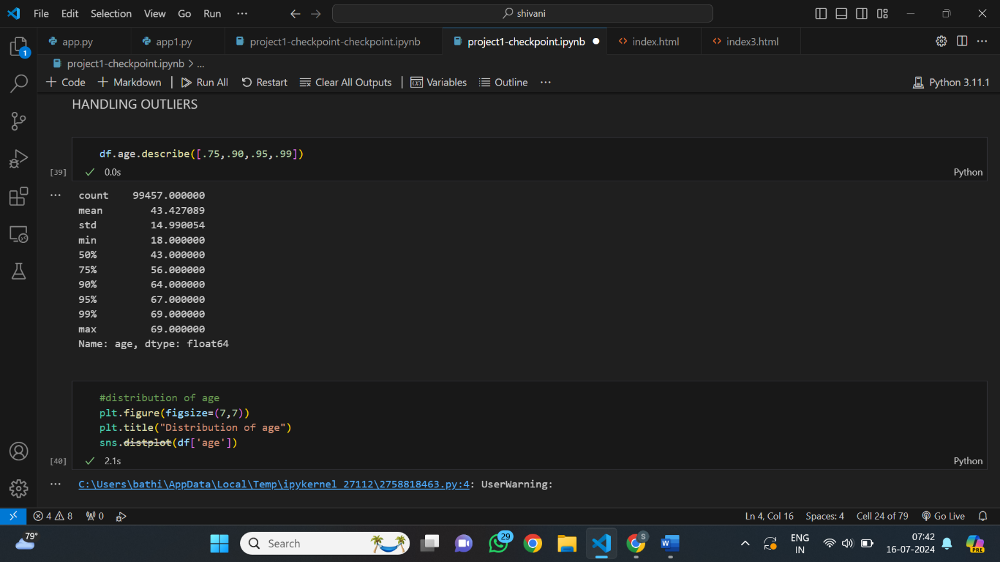 File Edit Selection View Go Run ··· shivani
1
app.py app1.py project1-checkpoint-checkpoint.ipynb project1-checkpoint.ipynb index.html index3.html
project1-checkpoint.ipynb > ...
+ Code + Markdown Run All Restart Clear All Outputs Variables Outline ··· Python 3.11.1
HANDLING OUTLIERS
df.age.describe([.75,.90,.95,.99])
[39] 0.0s Python
count 99457.000000
mean 43.427089
std 14.990054
min 18.000000
50% 43.000000
75% 56.000000
90% 64.000000
95% 67.000000
99% 69.000000
max 69.000000
Name: age, dtype: float64
#distribution of age
plt.figure(figsize=(7,7))
plt.title("Distribution of age")
sns.distplot(df['age'])
[40] 2.1s Python
C:\Users\bathi\AppData\Local\Temp\ipykernel_27112\2758818463.py:4: UserWarning:
4 8 0 Ln 4, Col 16 Spaces: 4 Cell 24 of 79 Go Live
79° Search 29 S W ENG IN 07:42 16-07-2024 PRE